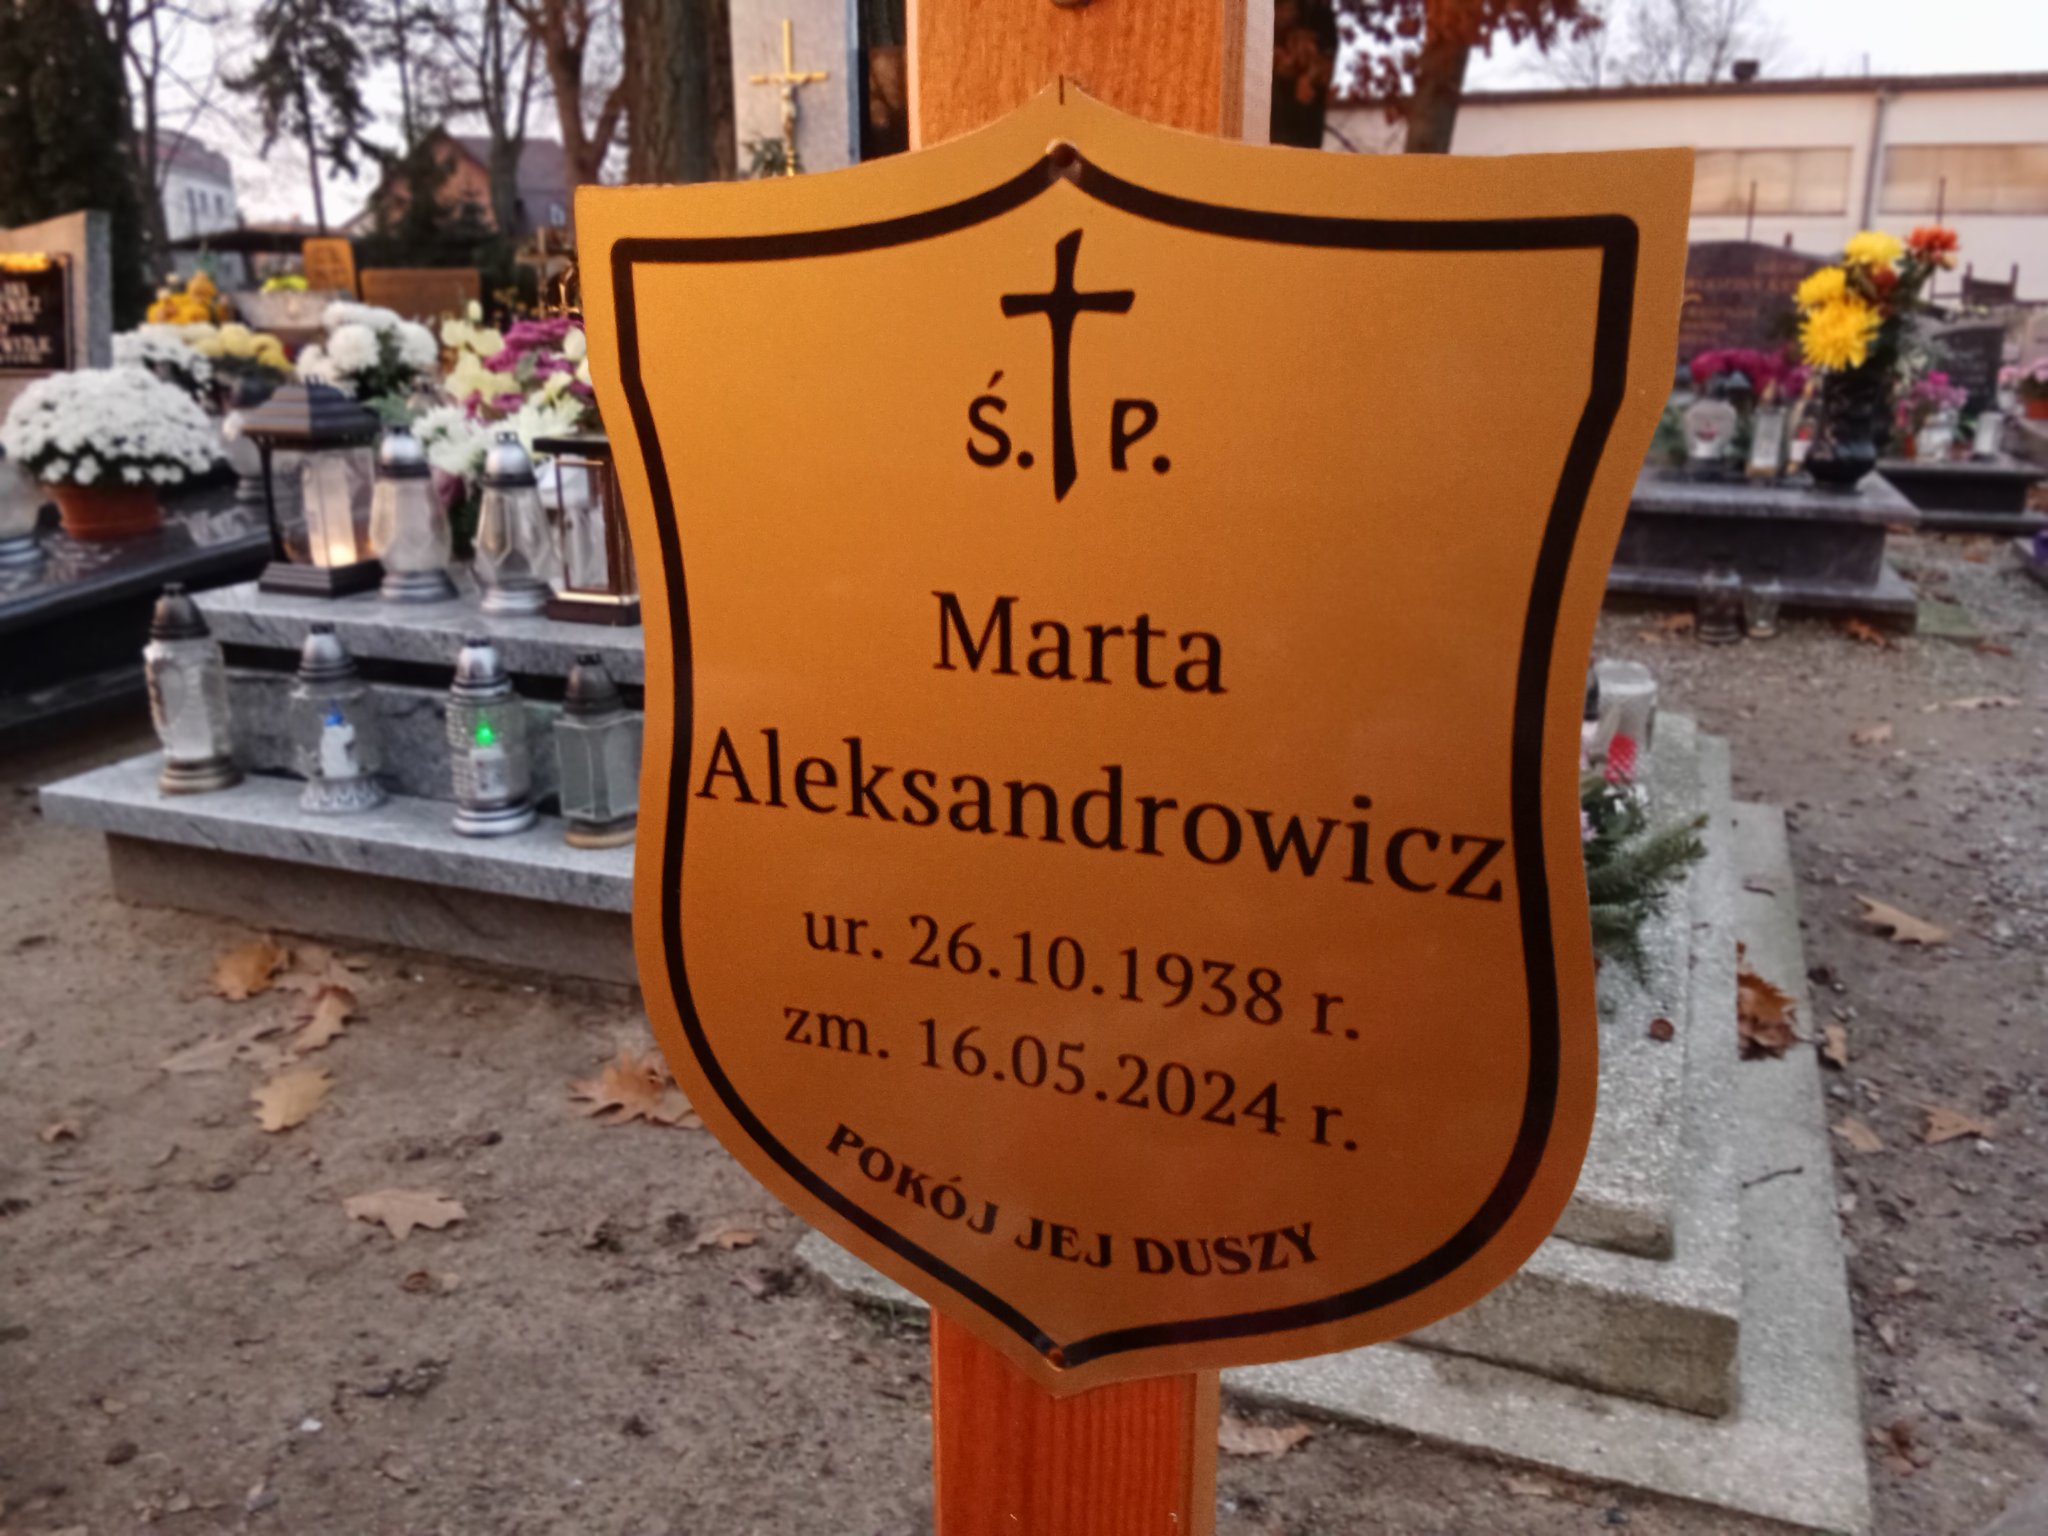 Ś. P.
Marta
Aleksandrowicz
ur. 26.10.1938 r.
zm. 16.05.2024 r.
POKÓJ JEJ DUSZY